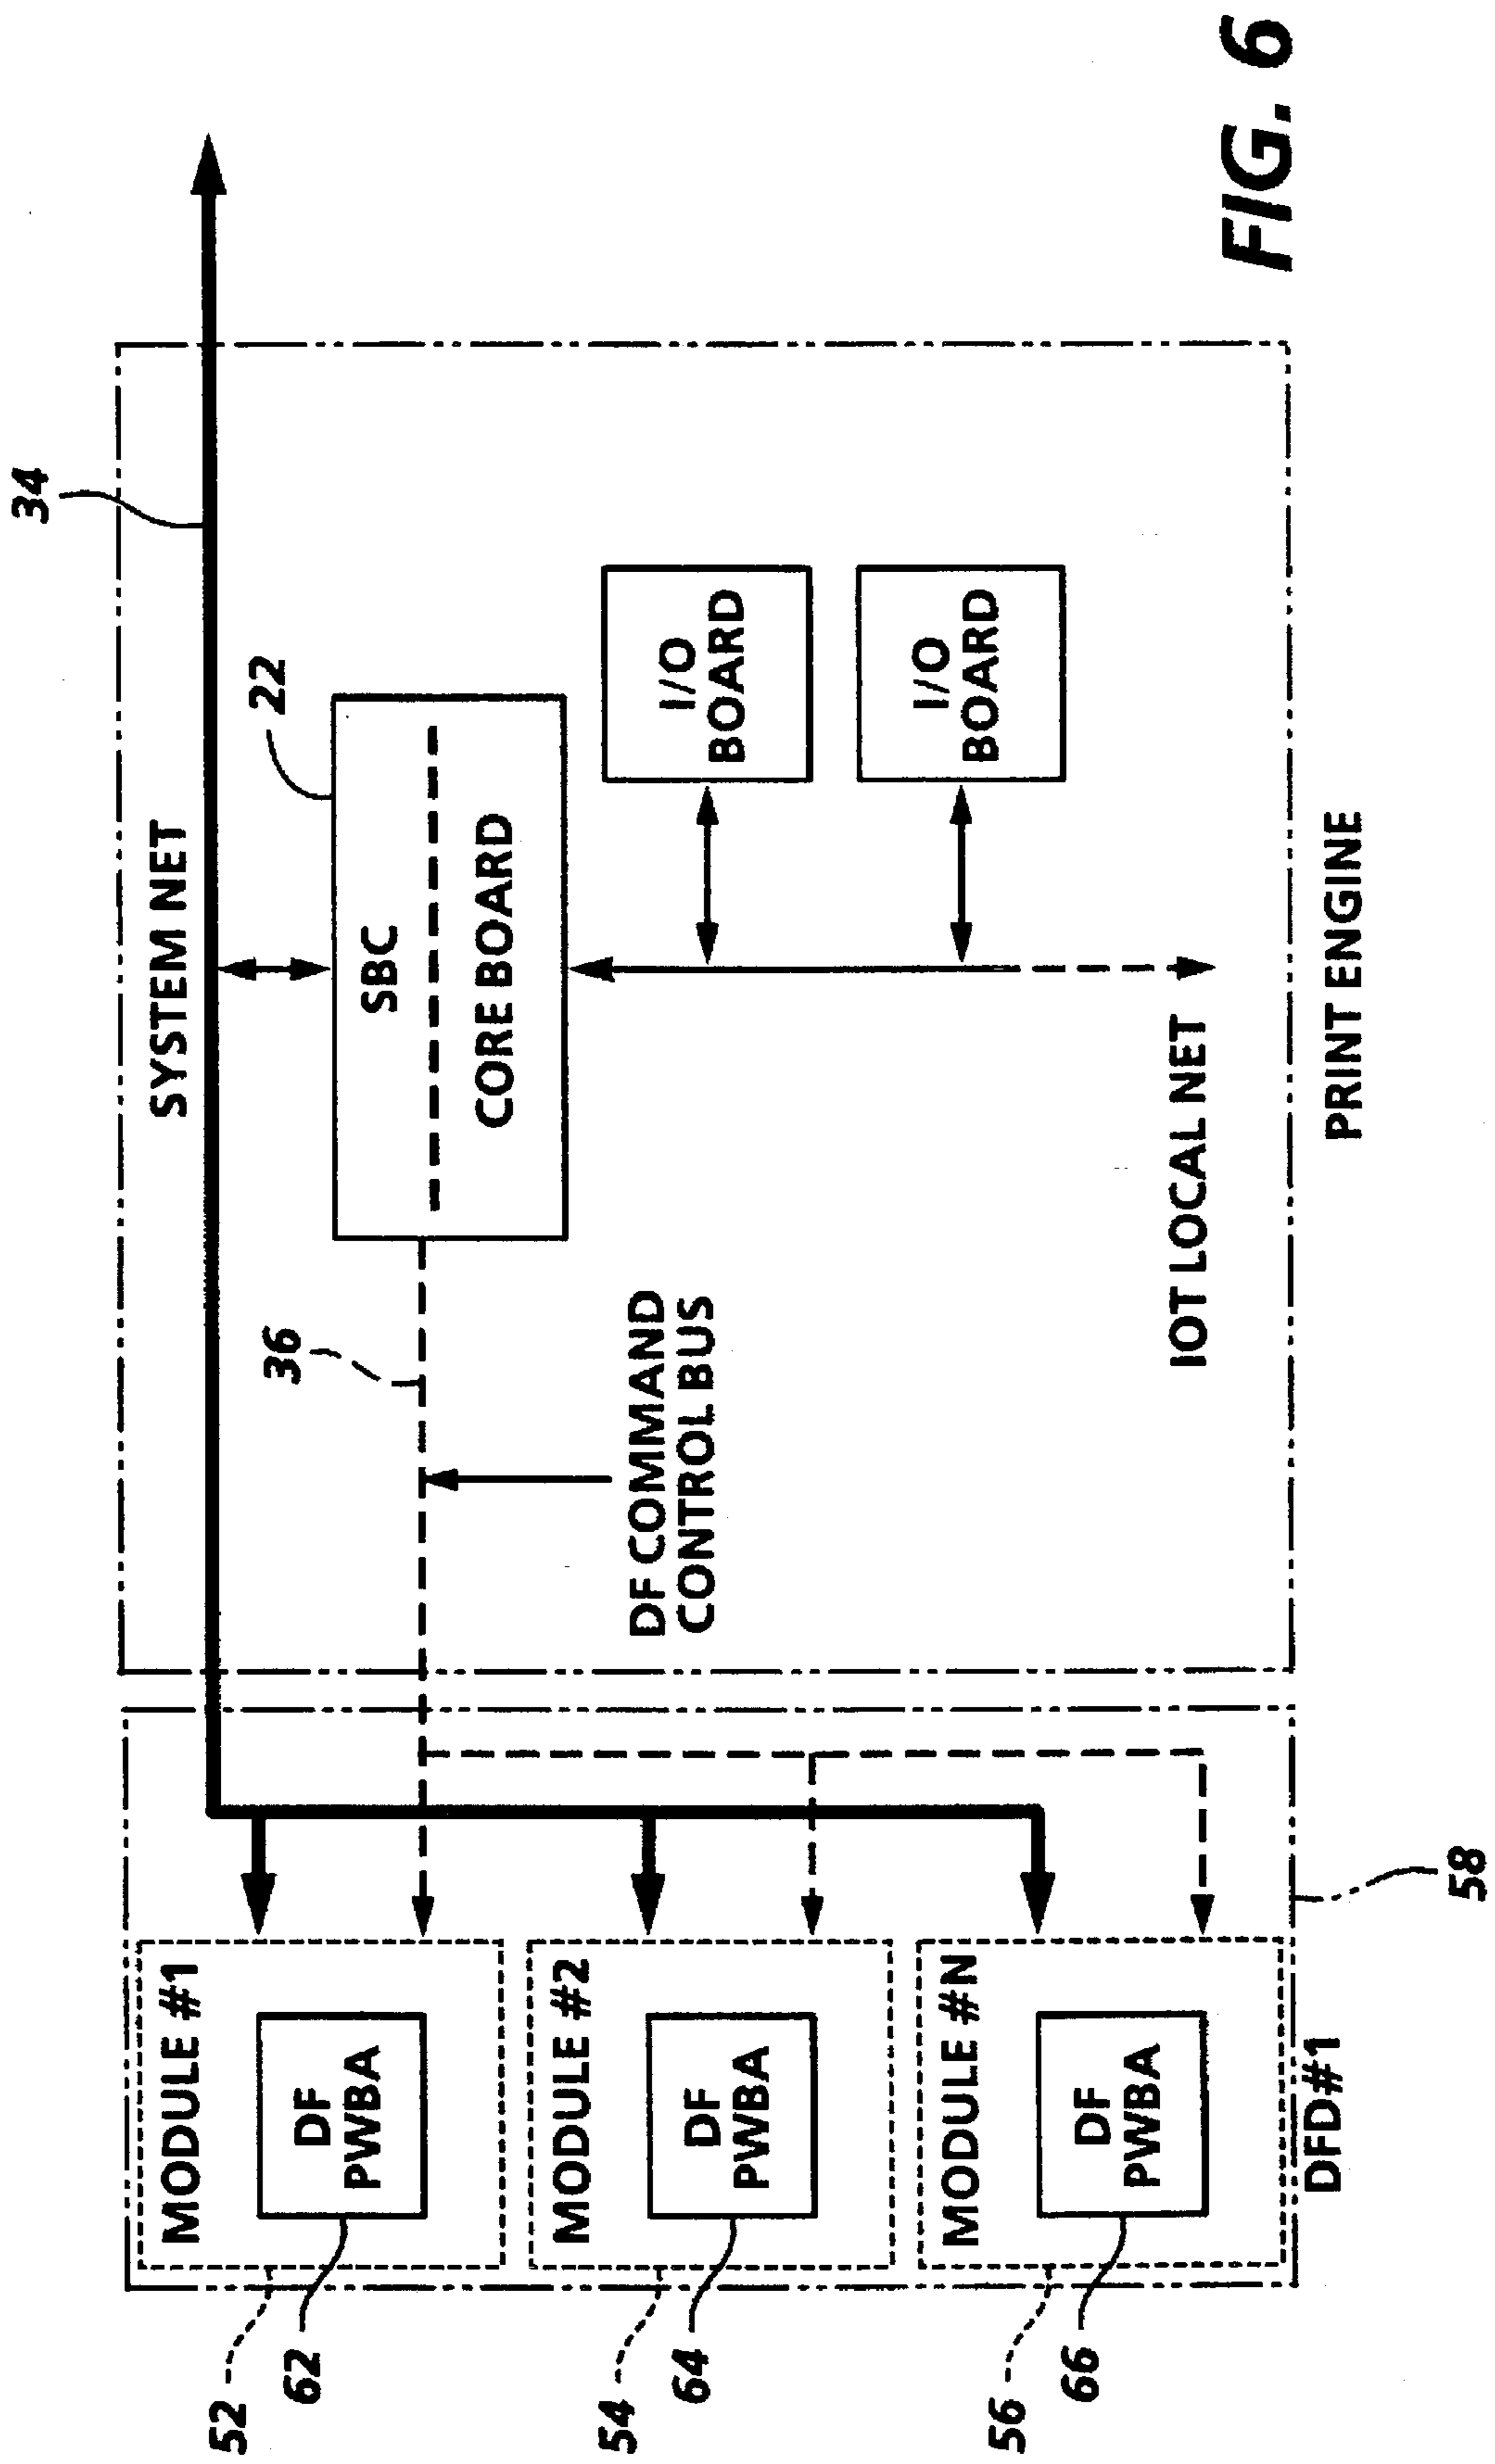 34
SYSTEM NET
22
SBC
CORE BOARD
I/O
BOARD
I/O
BOARD
36
DF COMMAND
CONTROL BUS
IOT LOCAL NET
PRINT ENGINE
MODULE #1
DF
PWBA
52
62
MODULE #2
DF
PWBA
54
64
MODULE #N
DF
PWBA
56
66
DFD#1
58
FIG. 6